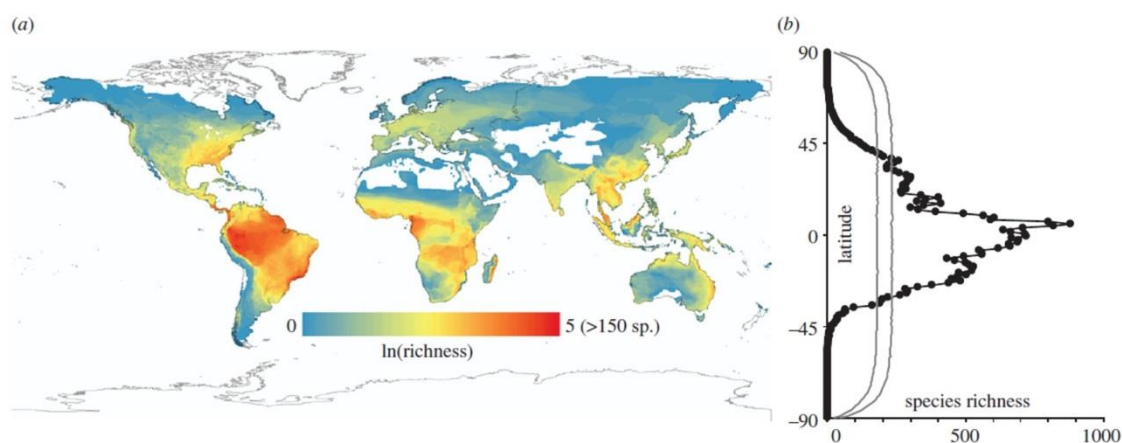 (a)
0
5 (>150 sp.)
ln(richness)
(b)
90
45
0
−45
−90
latitude
species richness
0
500
1000